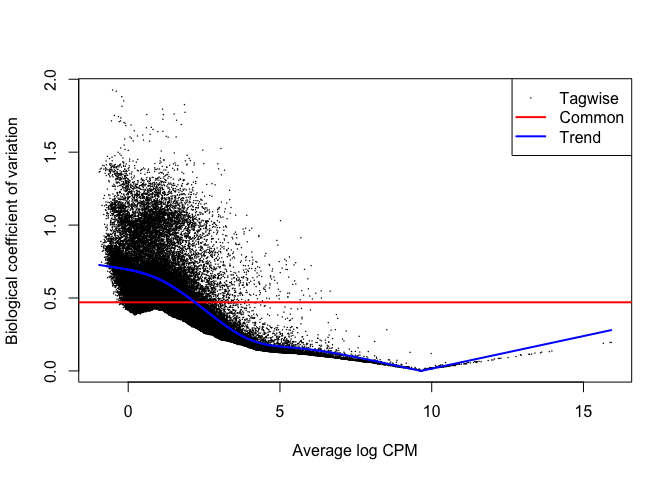 Biological coefficient of variation
2.0
1.5
1.0
0.5
0.0
Tagwise
Common
Trend
0 5 10 15
Average log CPM